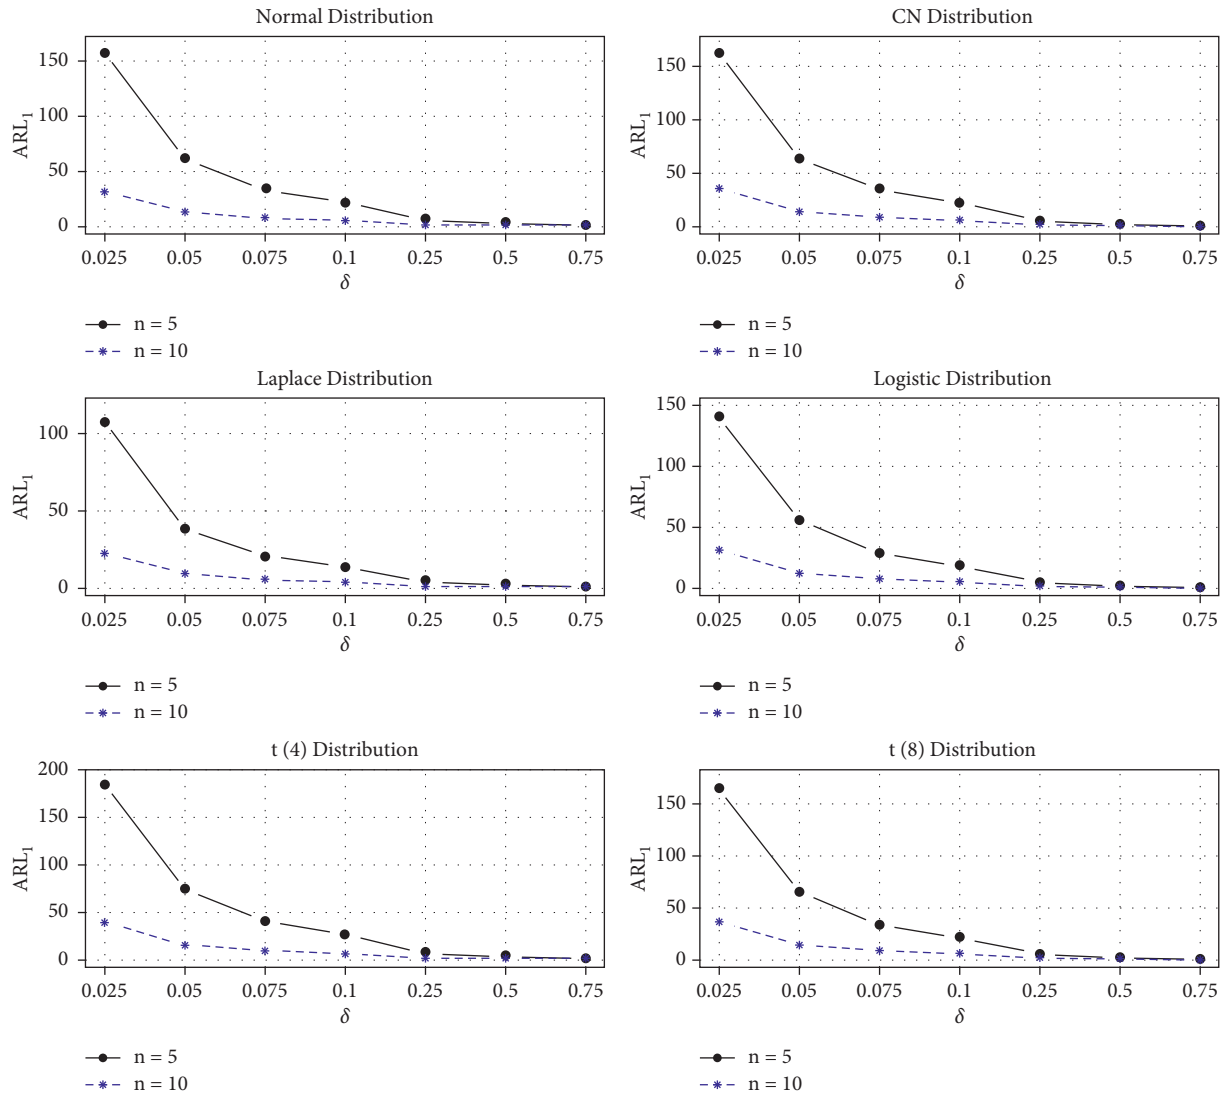 Normal Distribution
150
100
50
0
ARL1
0.025 0.05 0.075 0.1 0.25 0.5 0.75
δ
n = 5
n = 10
CN Distribution
150
100
50
0
ARL1
0.025 0.05 0.075 0.1 0.25 0.5 0.75
δ
n = 5
n = 10
Laplace Distribution
100
50
0
ARL1
0.025 0.05 0.075 0.1 0.25 0.5 0.75
δ
n = 5
n = 10
Logistic Distribution
150
100
50
0
ARL1
0.025 0.05 0.075 0.1 0.25 0.5 0.75
δ
n = 5
n = 10
t (4) Distribution
200
150
100
50
0
ARL1
0.025 0.05 0.075 0.1 0.25 0.5 0.75
δ
n = 5
n = 10
t (8) Distribution
150
100
50
0
ARL1
0.025 0.05 0.075 0.1 0.25 0.5 0.75
δ
n = 5
n = 10